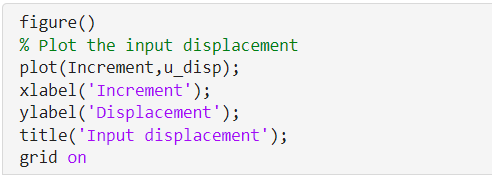 figure()
% Plot the input displacement
plot(Increment,u_disp);
xlabel('Increment');
ylabel('Displacement');
title('Input displacement');
grid on